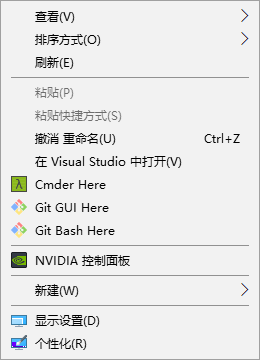 查看(V)
排序方式(O)
刷新(E)
粘贴(P)
粘贴快捷方式(S)
撤消 重命名(U) Ctrl+Z
在 Visual Studio 中打开(V)
λ Cmder Here
Git GUI Here
Git Bash Here
NVIDIA 控制面板
新建(W)
显示设置(D)
个性化(R)